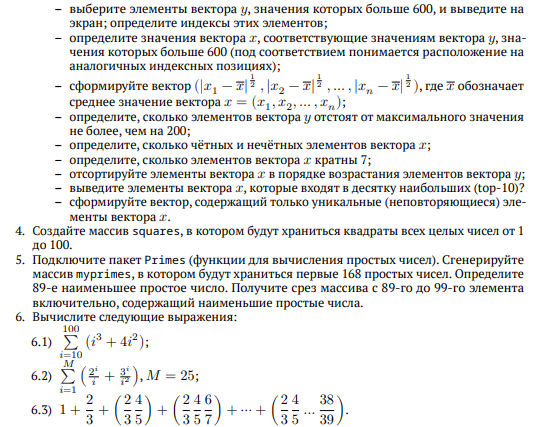 – выберите элементы вектора y, значения которых больше 600, и выведите на
экран; определите индексы этих элементов;
– определите значения вектора x, соответствующие значениям вектора y, зна-
чения которых больше 600 (под соответствием понимается расположение на
аналогичных индексных позициях);
– сформируйте вектор (|x₁ − x̅|^{1/2}, |x₂ − x̅|^{1/2}, … , |xₙ − x̅|^{1/2}), где x̅ обозначает
среднее значение вектора x = (x₁, x₂, … , xₙ);
– определите, сколько элементов вектора y отстоят от максимального значения
не более, чем на 200;
– определите, сколько чётных и нечётных элементов вектора x;
– определите, сколько элементов вектора x кратны 7;
– отсортируйте элементы вектора x в порядке возрастания элементов вектора y;
– выведите элементы вектора x, которые входят в десятку наибольших (top-10)?
– сформируйте вектор, содержащий только уникальные (неповторяющиеся) эле-
менты вектора x.
4. Создайте массив squares, в котором будут храниться квадраты всех целых чисел от 1
до 100.
5. Подключите пакет Primes (функции для вычисления простых чисел). Сгенерируйте
массив myprimes, в котором будут храниться первые 168 простых чисел. Определите
89-е наименьшее простое число. Получите срез массива с 89-го до 99-го элемента
включительно, содержащий наименьшие простые числа.
6. Вычислите следующие выражения:
6.1) ∑_{i=10}^{100} (i³ + 4i²);
6.2) ∑_{i=1}^{M} (2^i/i + 3^i/i²), M = 25;
6.3) 1 + 2/3 + (2/3 4/5) + (2/3 4/5 6/7) + ⋯ + (2/3 4/5 … 38/39).